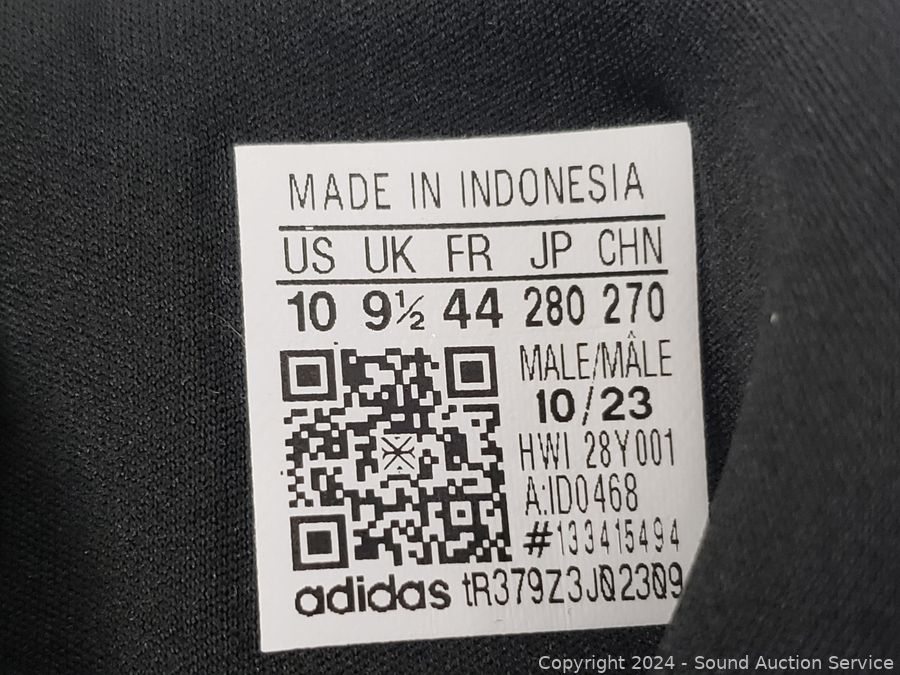 MADE IN INDONESIA
US UK FR JP CHN
10 9½ 44 280 270
MALE/MÂLE
10/23
HWI 28Y001
A:ID0468
#133415494
adidas tR379Z3J02309
Copyright 2024 - Sound Auction Service